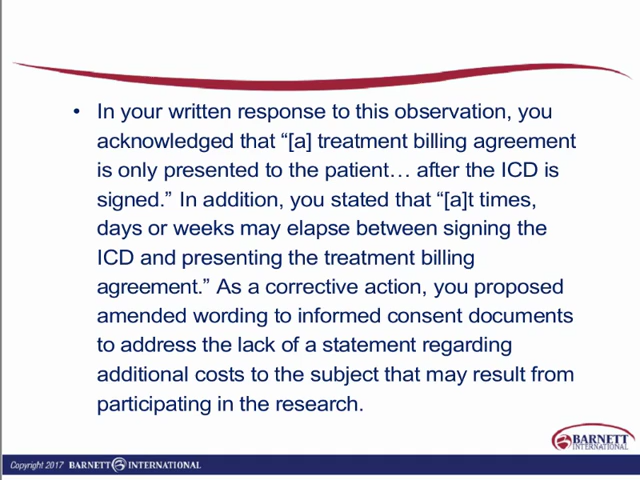 • In your written response to this observation, you
acknowledged that “[a] treatment billing agreement
is only presented to the patient… after the ICD is
signed.” In addition, you stated that “[a]t times,
days or weeks may elapse between signing the
ICD and presenting the treatment billing
agreement.” As a corrective action, you proposed
amended wording to informed consent documents
to address the lack of a statement regarding
additional costs to the subject that may result from
participating in the research.
BARNETT
INTERNATIONAL
Copyright 2017 BARNETT INTERNATIONAL